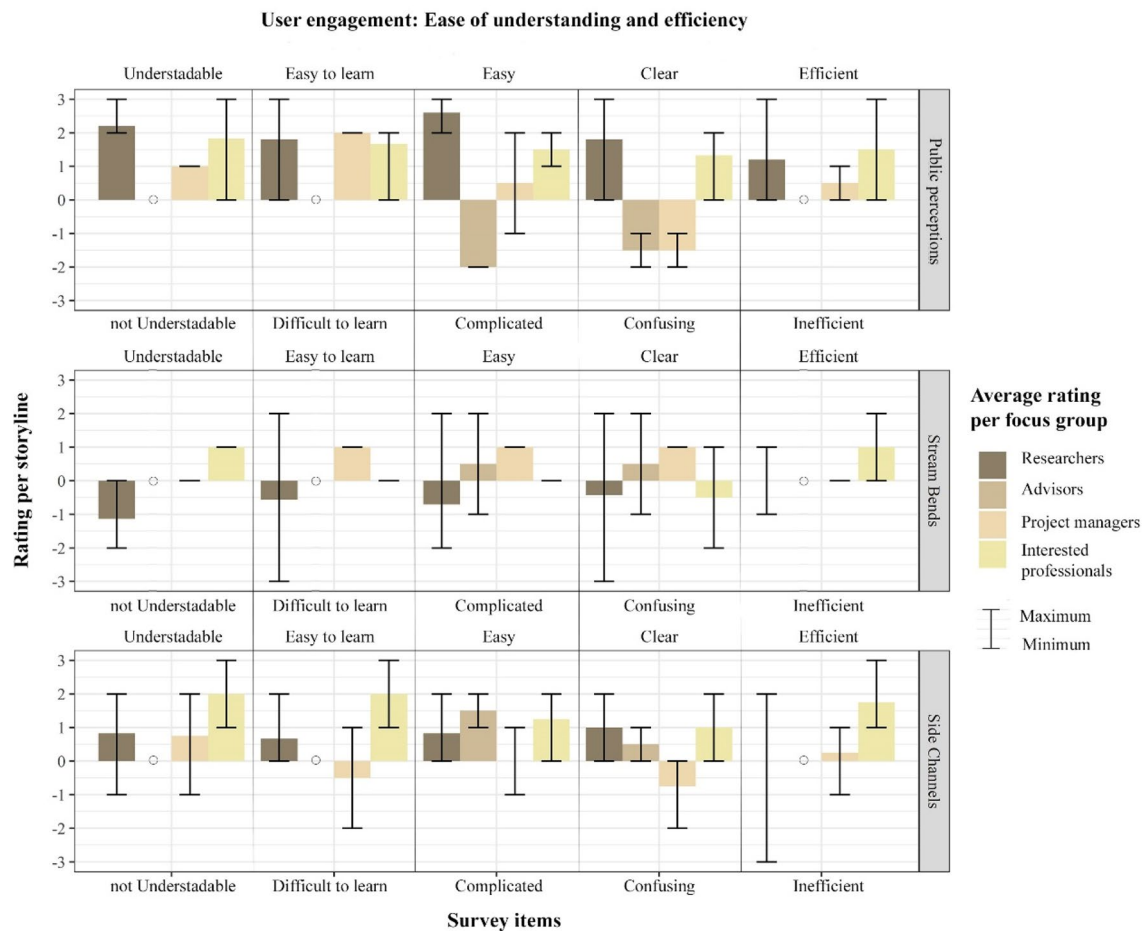 User engagement: Ease of understanding and efficiency
Understadable Easy to learn Easy Clear Efficient
3
2
1
0
-1
-2
-3
Public perceptions
not Understadable Difficult to learn Complicated Confusing Inefficient
Understadable Easy to learn Easy Clear Efficient
3
2
1
0
-1
-2
-3
Stream Bends
not Understadable Difficult to learn Complicated Confusing Inefficient
Understadable Easy to learn Easy Clear Efficient
3
2
1
0
-1
-2
-3
Side Channels
not Understadable Difficult to learn Complicated Confusing Inefficient
Rating per storyline
Survey items
Average rating
per focus group
Researchers
Advisors
Project managers
Interested
professionals
Maximum
Minimum